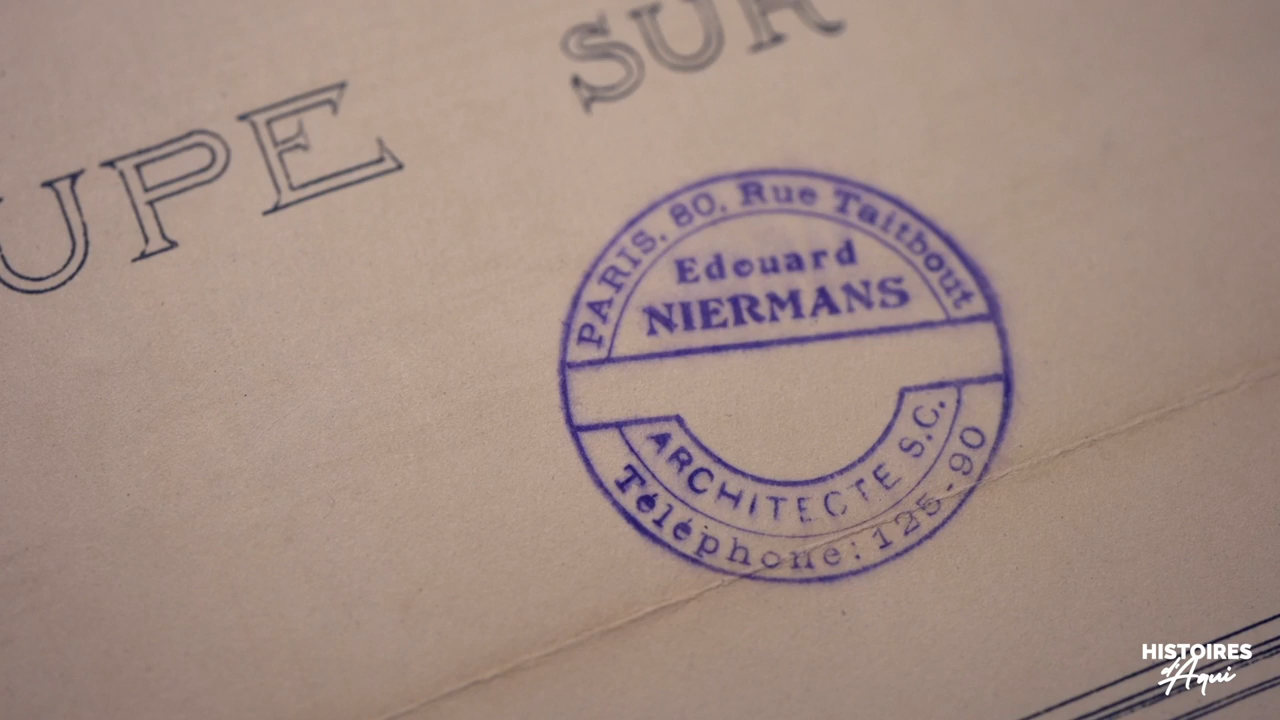 UPE SUR
PARIS. 80, Rue Taitbout
Edouard
NIERMANS
ARCHITECTE S.C.
Téléphone: 125-90
HISTOIRES
d'Aqui